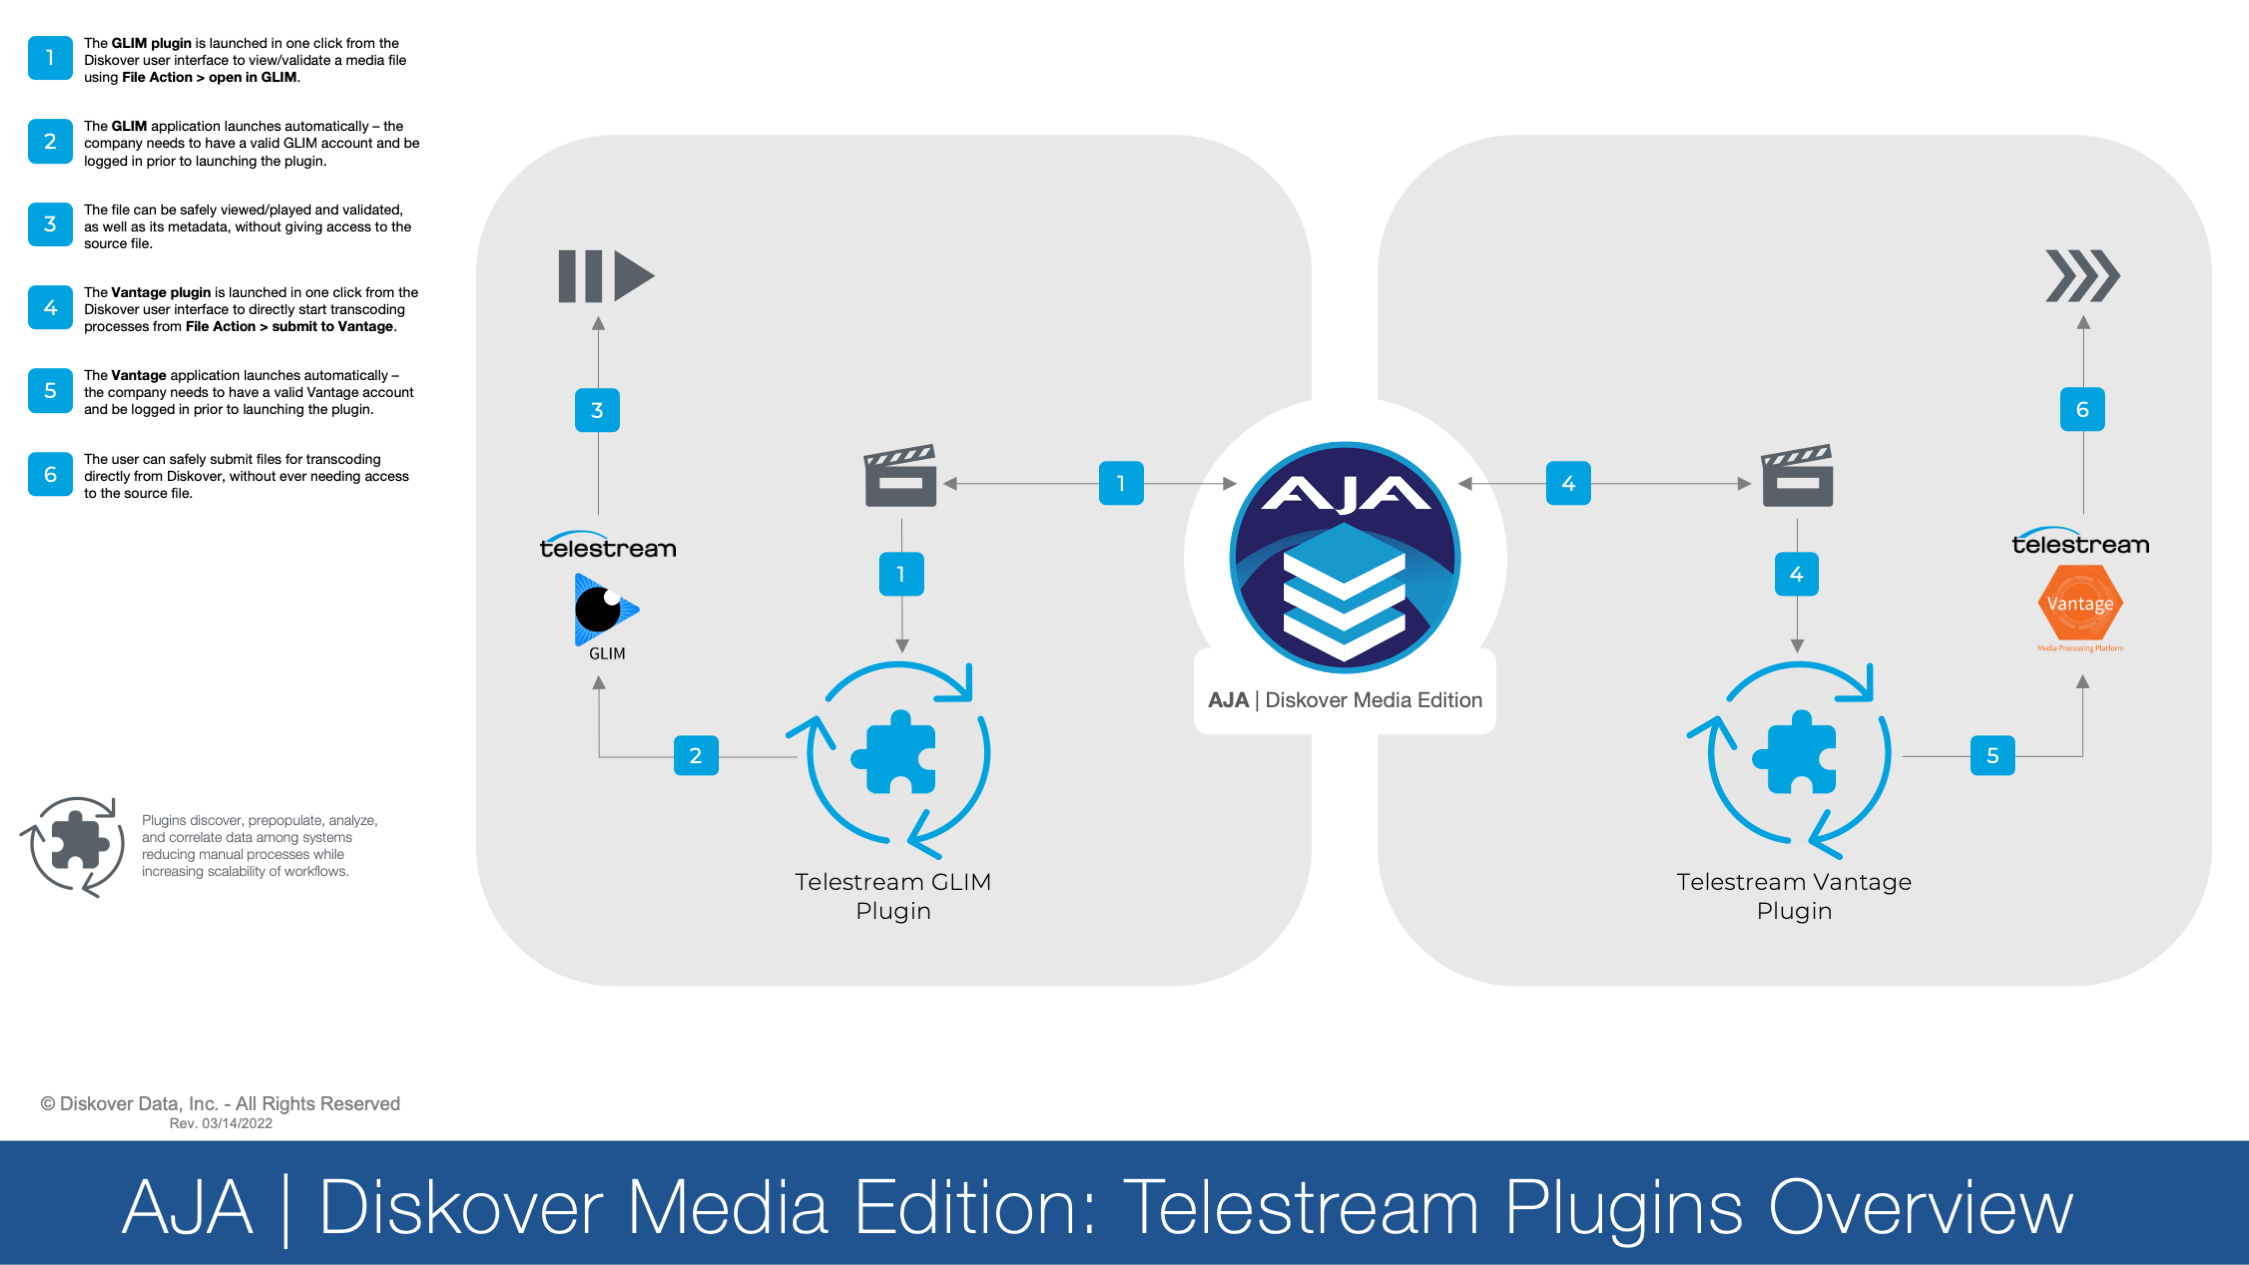 1
The GLIM plugin is launched in one click from the
Diskover user interface to view/validate a media file
using File Action > open in GLIM.
2
The GLIM application launches automatically – the
company needs to have a valid GLIM account and be
logged in prior to launching the plugin.
3
The file can be safely viewed/played and validated,
as well as its metadata, without giving access to the
source file.
4
The Vantage plugin is launched in one click from the
Diskover user interface to directly start transcoding
processes from File Action > submit to Vantage.
5
The Vantage application launches automatically –
the company needs to have a valid Vantage account
and be logged in prior to launching the plugin.
6
The user can safely submit files for transcoding
directly from Diskover, without ever needing access
to the source file.
Plugins discover, prepopulate, analyze,
and correlate data among systems
reducing manual processes while
increasing scalability of workflows.
3
telestream
GLIM
1
1
2
Telestream GLIM
Plugin
AJA
AJA | Diskover Media Edition
4
4
5
6
telestream
Vantage
Media Processing Platform
Telestream Vantage
Plugin
© Diskover Data, Inc. - All Rights Reserved
Rev. 03/14/2022
AJA | Diskover Media Edition: Telestream Plugins Overview